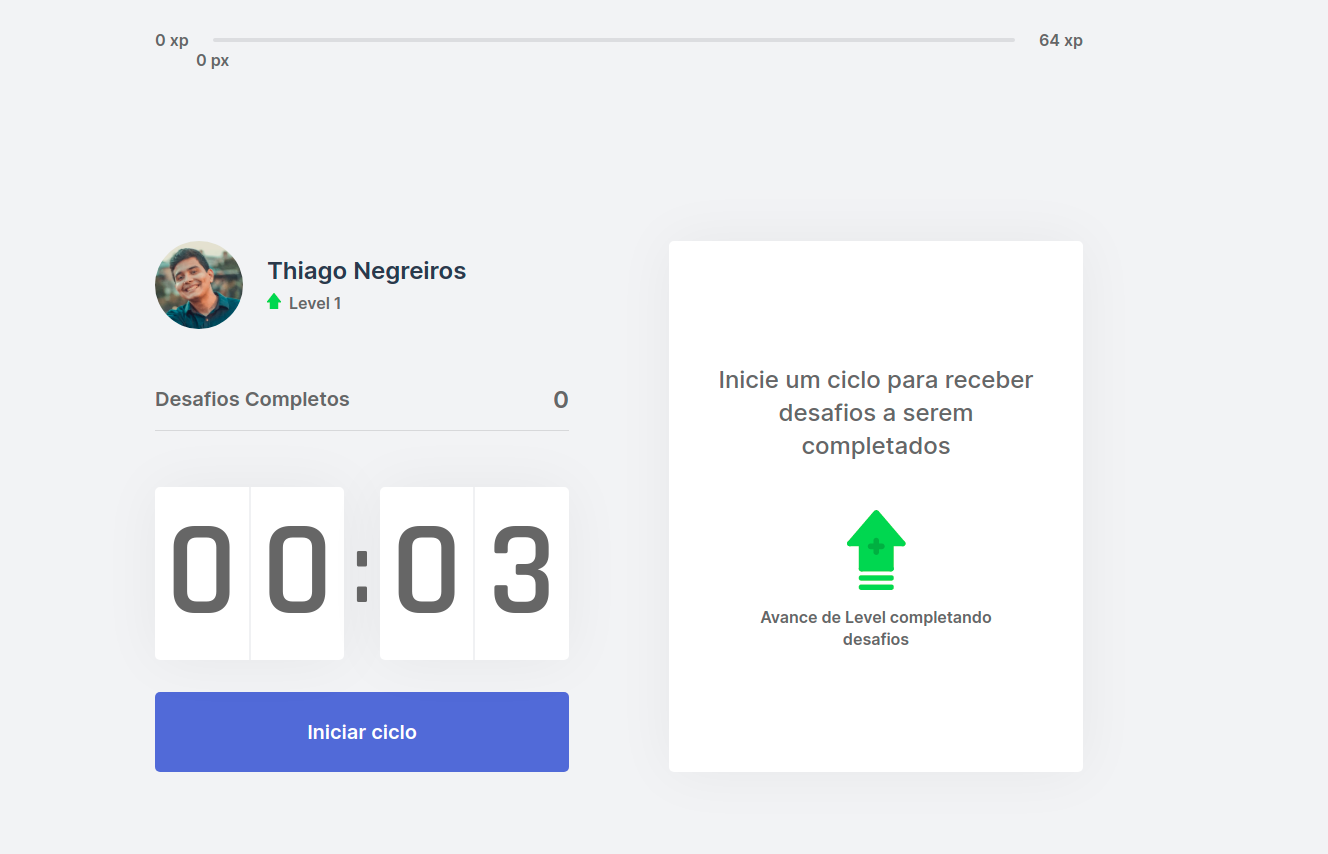 0 xp 64 xp
0 px
Thiago Negreiros
Level 1
Desafios Completos 0
00:03
Iniciar ciclo
Inicie um ciclo para receber
desafios a serem
completados
Avance de Level completando
desafios